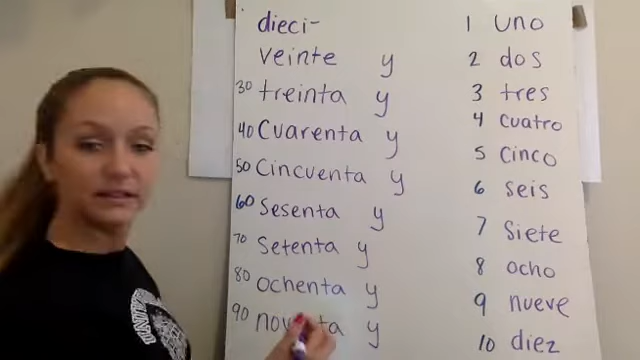 dieci-
veinte y
30 treinta y
40 Cuarenta y
50 Cincuenta y
60 Sesenta y
70 Setenta y
80 ochenta y
90 y
1 uno
2 dos
3 tres
4 cuatro
5 Cinco
6 seis
7 Siete
8 ocho
9 nueve
10 diez